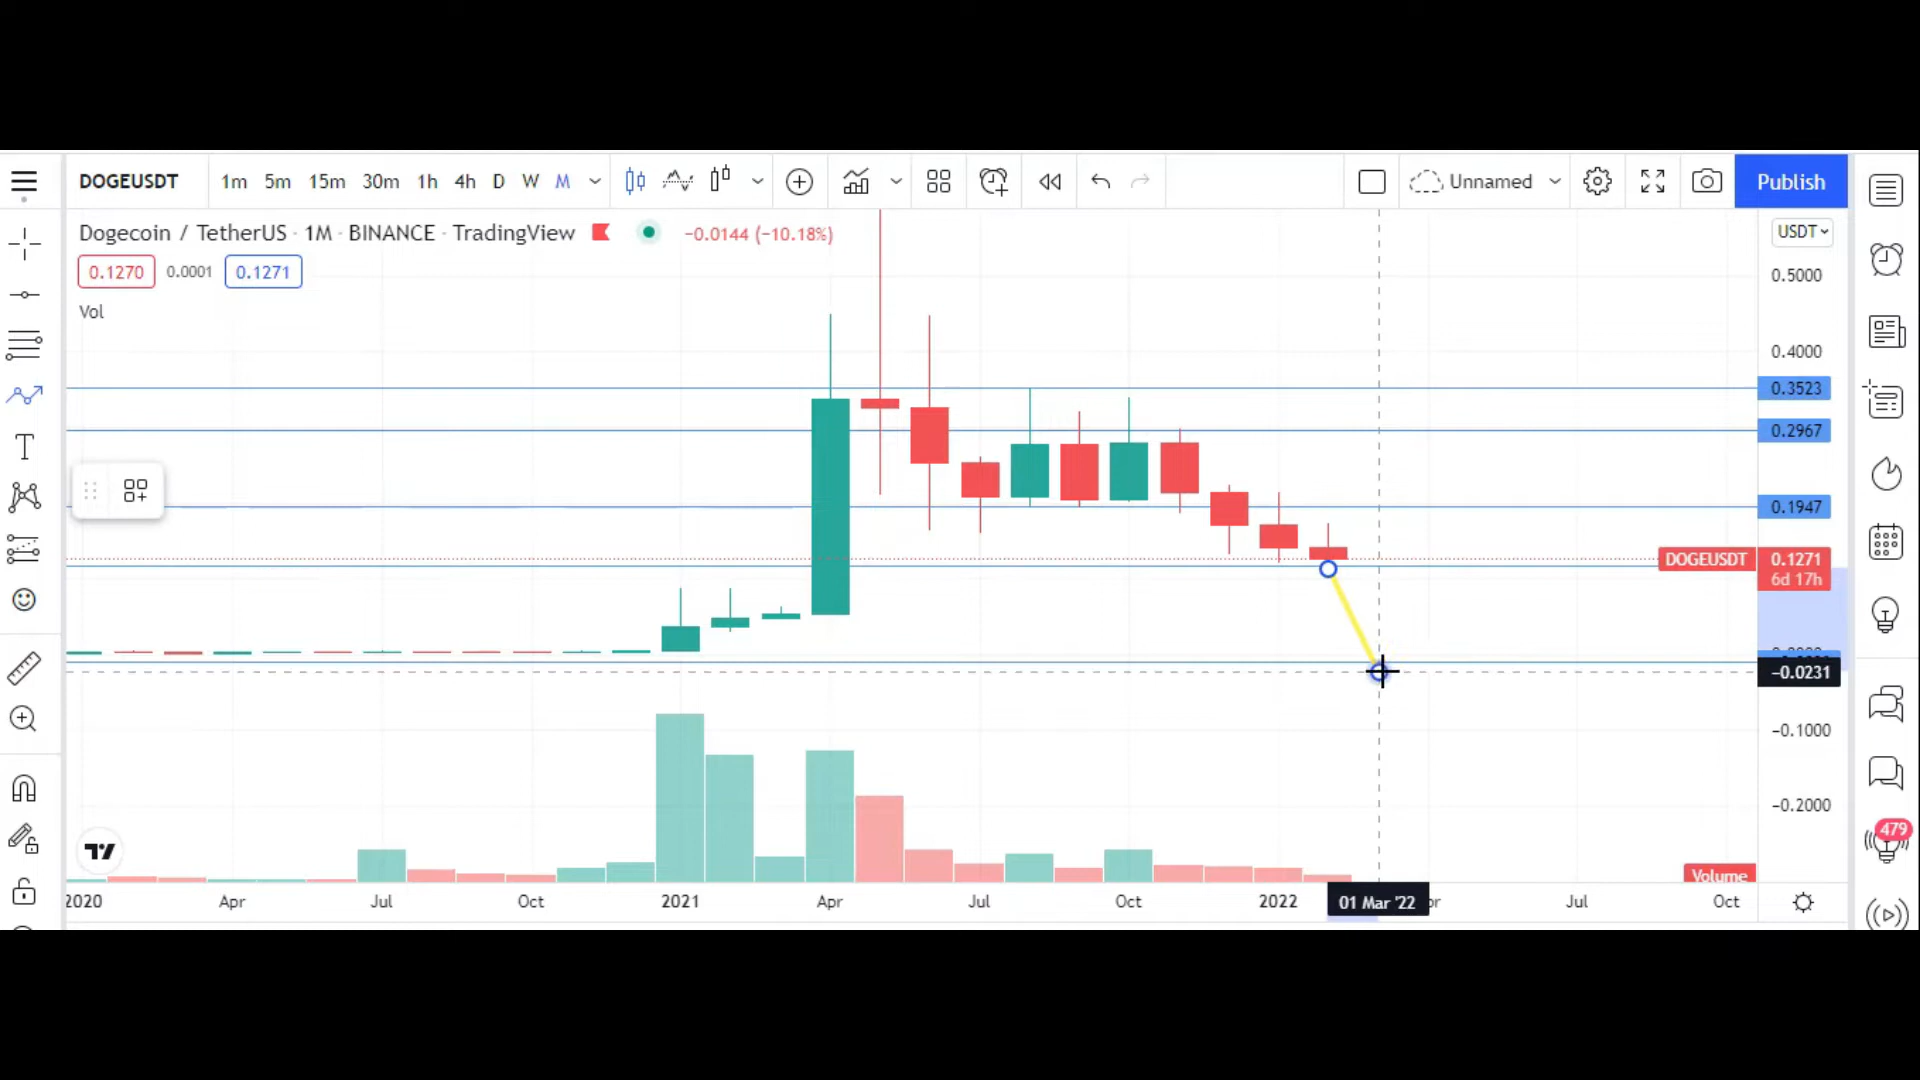 DOGEUSDT 1m 5m 15m 30m 1h 4h D W M Unnamed Publish
Dogecoin / TetherUS · 1M · BINANCE · TradingView −0.0144 (−10.18%) USDT
0.1270 0.0001 0.1271
Vol
0.5000
0.4000
0.3523
0.2967
0.1947
DOGEUSDT 0.1271
6d 17h
−0.0231
−0.1000
−0.2000
479
Volume
2020 Apr Jul Oct 2021 Apr Jul Oct 2022 01 Mar '22 Jul Oct